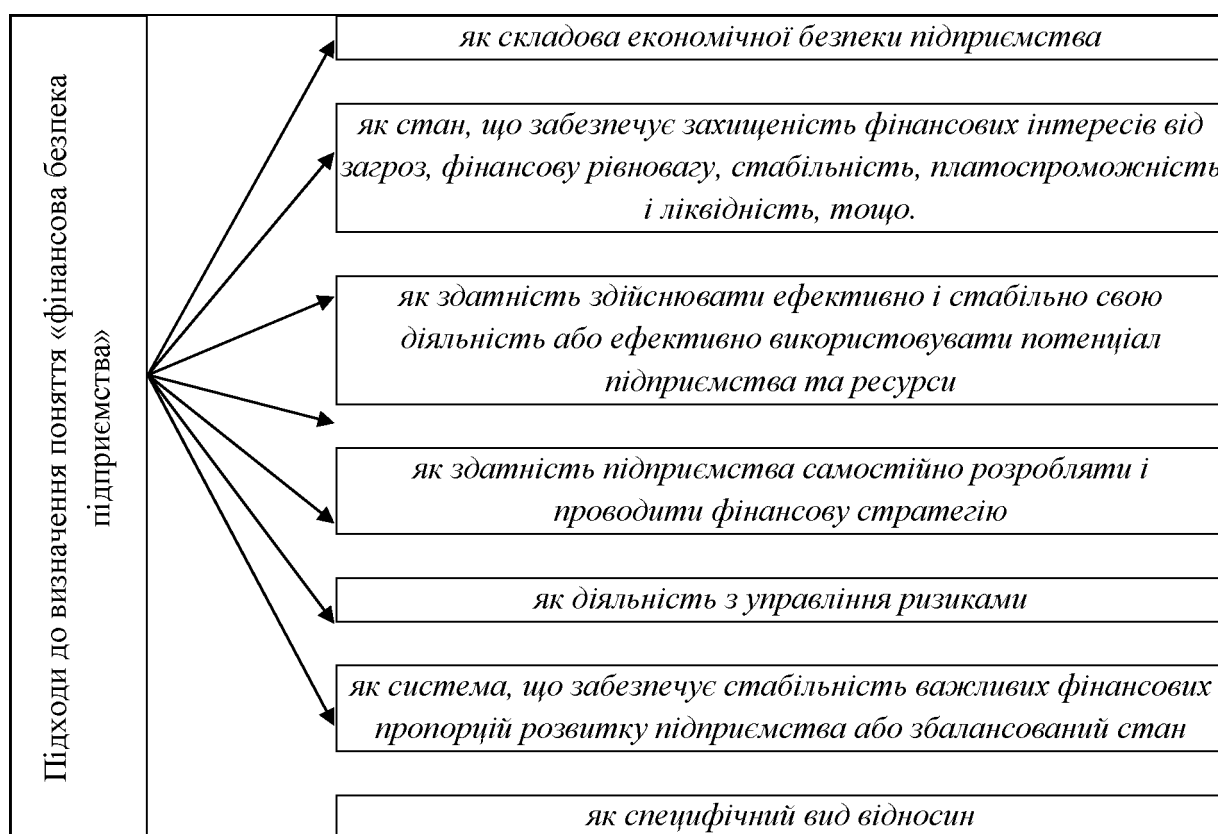 Підходи до визначення поняття «фінансова безпека
підприємства»
як складова економічної безпеки підприємства
як стан, що забезпечує захищеність фінансових інтересів від
загроз, фінансову рівновагу, стабільність, платоспроможність
і ліквідність, тощо.
як здатність здійснювати ефективно і стабільно свою
діяльність або ефективно використовувати потенціал
підприємства та ресурси
як здатність підприємства самостійно розробляти і
проводити фінансову стратегію
як діяльність з управління ризиками
як система, що забезпечує стабільність важливих фінансових
пропорцій розвитку підприємства або збалансований стан
як специфічний вид відносин